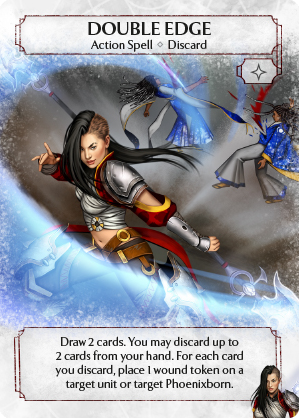 DOUBLE EDGE
Action Spell ◇ Discard
Draw 2 cards. You may discard up to
2 cards from your hand. For each card
you discard, place 1 wound token on a
target unit or target Phoenixborn.